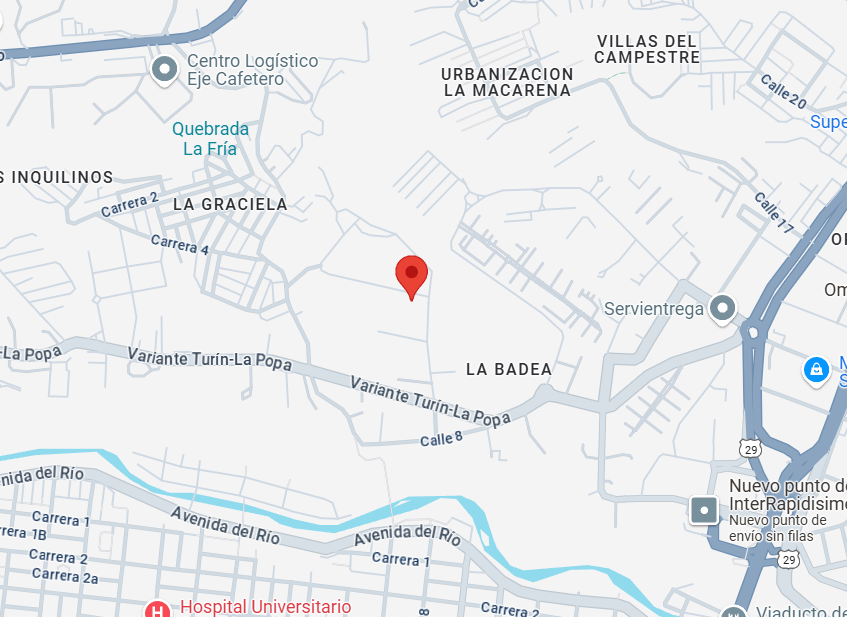 VILLAS DEL
CAMPESTRE
Centro Logístico
Eje Cafetero
URBANIZACION
LA MACARENA
Calle 20
Supe
Quebrada
La Fría
S INQUILINOS
Carrera 2
LA GRACIELA
Calle 17
Carrera 4
Om
Servientrega
-La Popa
Variante Turín-La Popa
LA BADEA
Variante Turín-La Popa
Calle 8
29
Avenida del Río
Nuevo punto de
InterRapidisimo
Nuevo punto de
envío sin filas
Carrera 1
Avenida del Río
Avenida del Río
Carrera 1B
Carrera 2
Carrera 1
29
Carrera 2a
Hospital Universitario
H
8
Carrera 2
Viaducto de